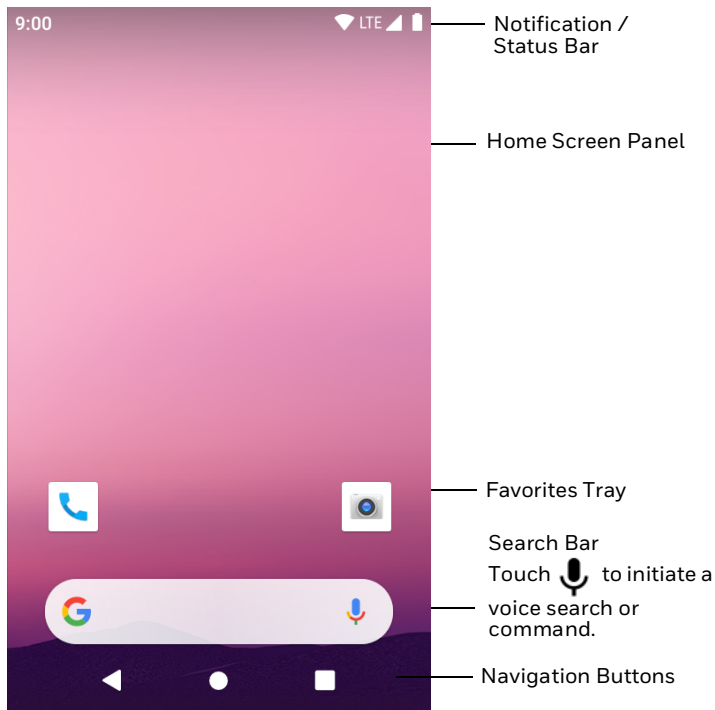 9:00
LTE
Notification /
Status Bar
Home Screen Panel
Favorites Tray
Search Bar
Touch to initiate a
voice search or
command.
Navigation Buttons